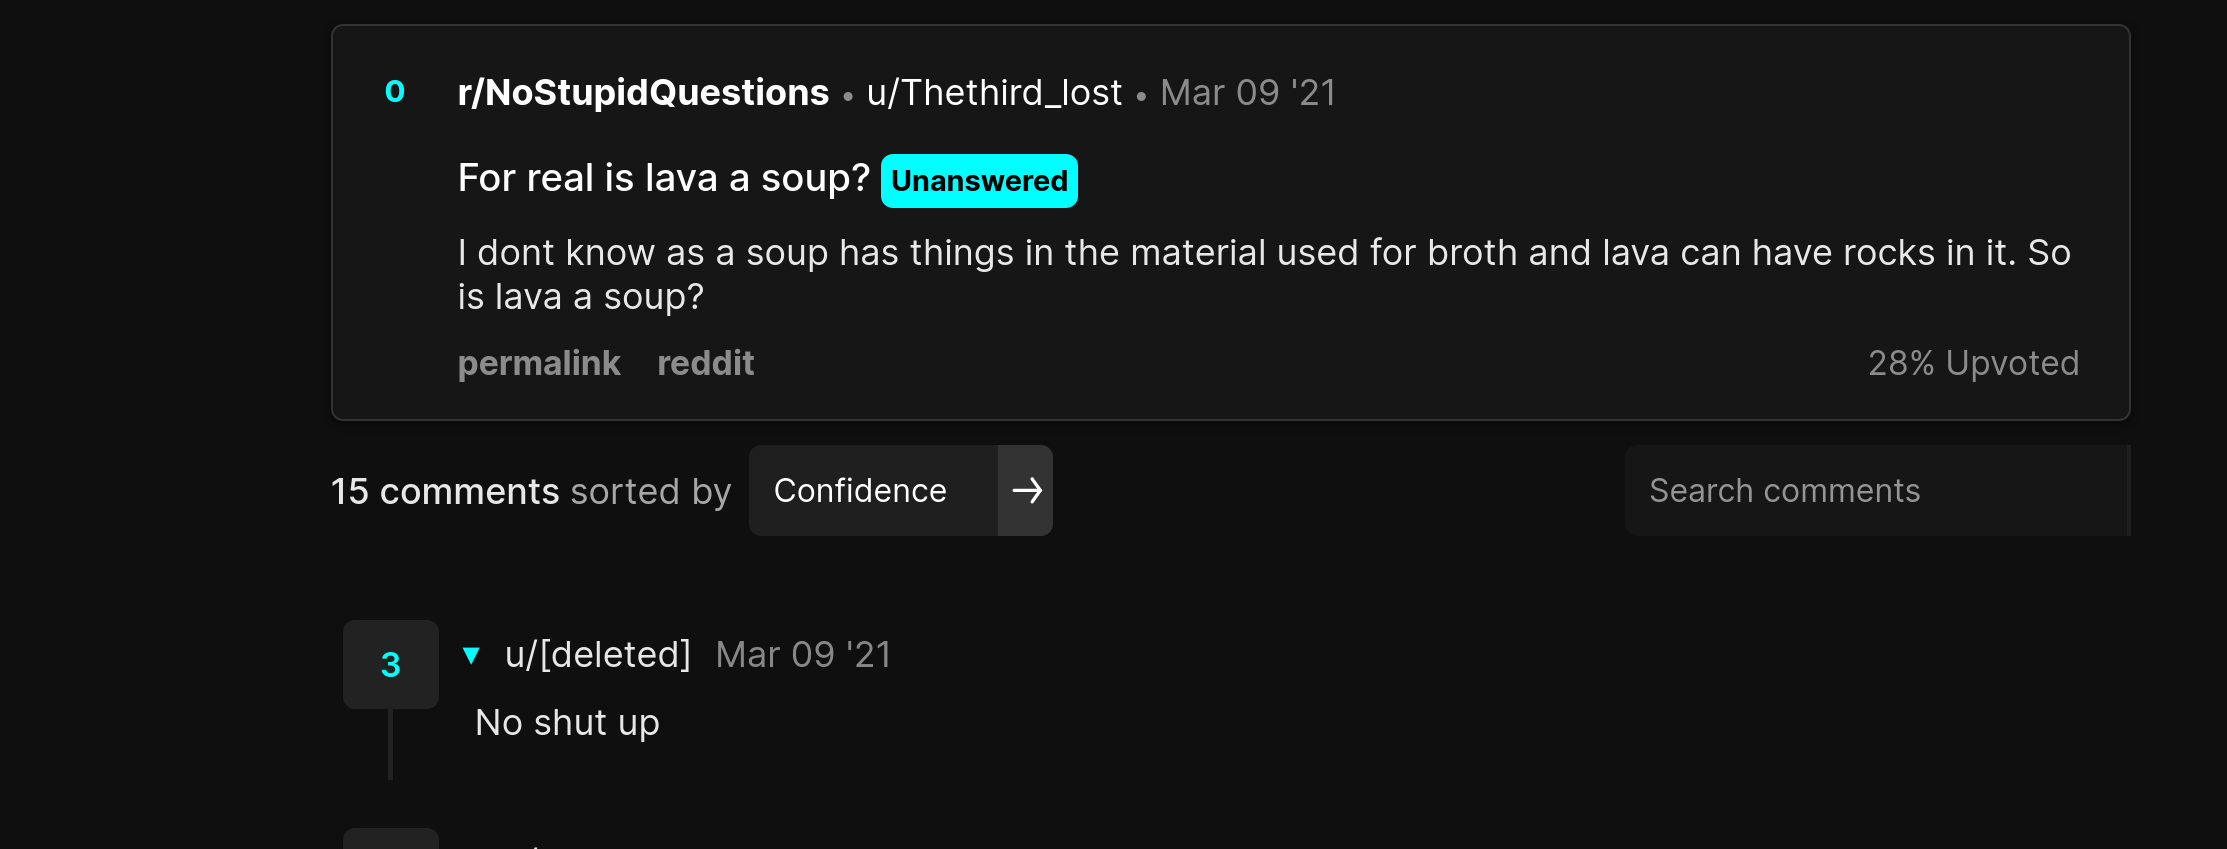 0 r/NoStupidQuestions • u/Thethird_lost • Mar 09 '21
For real is lava a soup? Unanswered
I dont know as a soup has things in the material used for broth and lava can have rocks in it. So
is lava a soup?
permalink reddit 28% Upvoted
15 comments sorted by Confidence → Search comments
3 ▼ u/[deleted] Mar 09 '21
No shut up